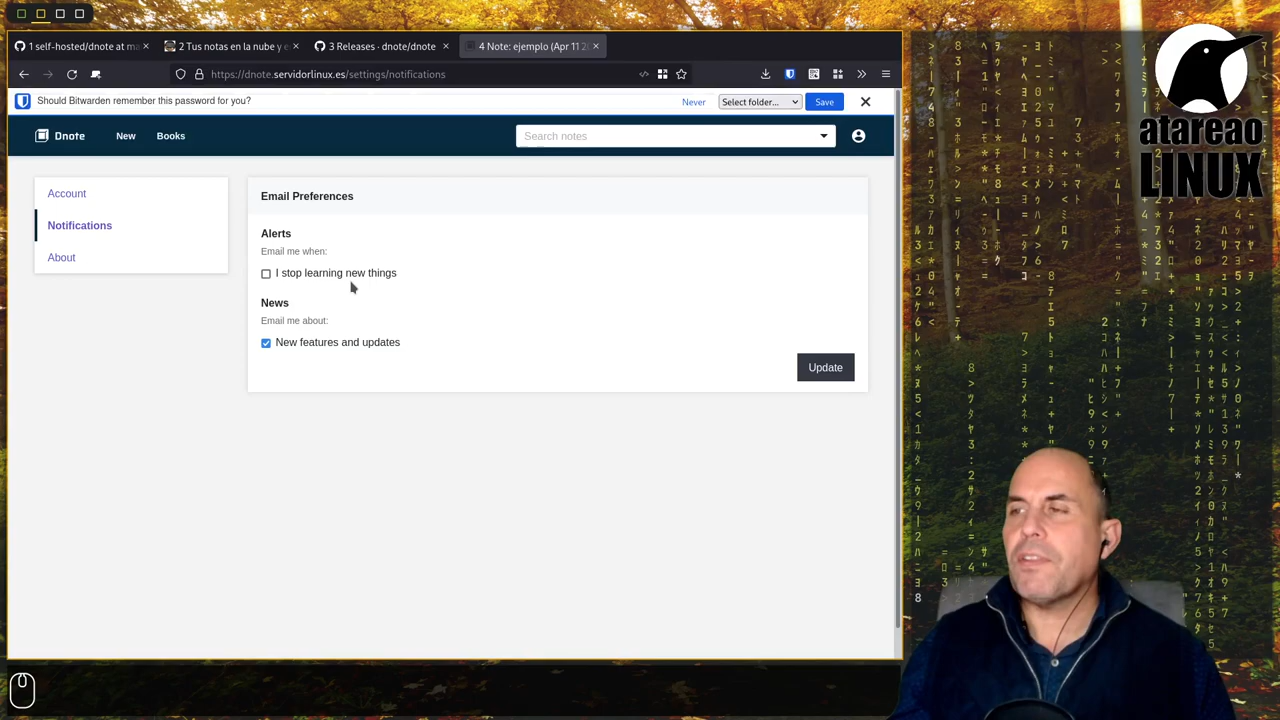 1 self-hosted/dnote at ma
2 Tus notas en la nube y e
3 Releases · dnote/dnote
4 Note: ejemplo (Apr 11 2
https://dnote.servidorlinux.es/settings/notifications
Should Bitwarden remember this password for you?
Never
Select folder...
Save
Dnote
New
Books
Search notes
Account
Notifications
About
Email Preferences
Alerts
Email me when:
I stop learning new things
News
Email me about:
New features and updates
Update
atareao
LINUX